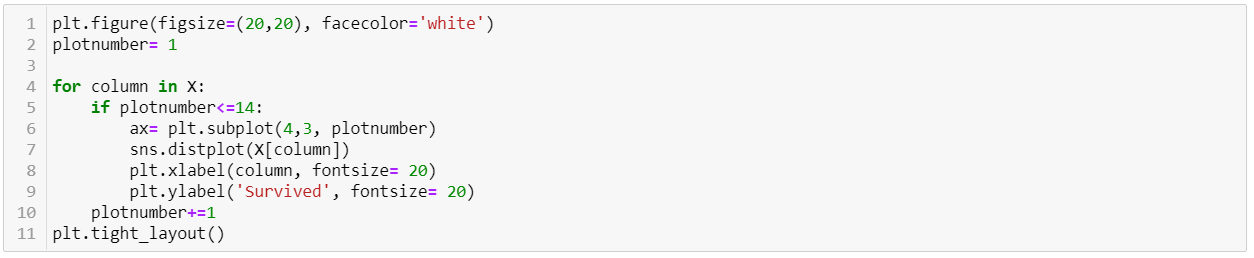 1 plt.figure(figsize=(20,20), facecolor='white')
2 plotnumber= 1
3
4 for column in X:
5     if plotnumber<=14:
6         ax= plt.subplot(4,3, plotnumber)
7         sns.distplot(X[column])
8         plt.xlabel(column, fontsize= 20)
9         plt.ylabel('Survived', fontsize= 20)
10     plotnumber+=1
11 plt.tight_layout()